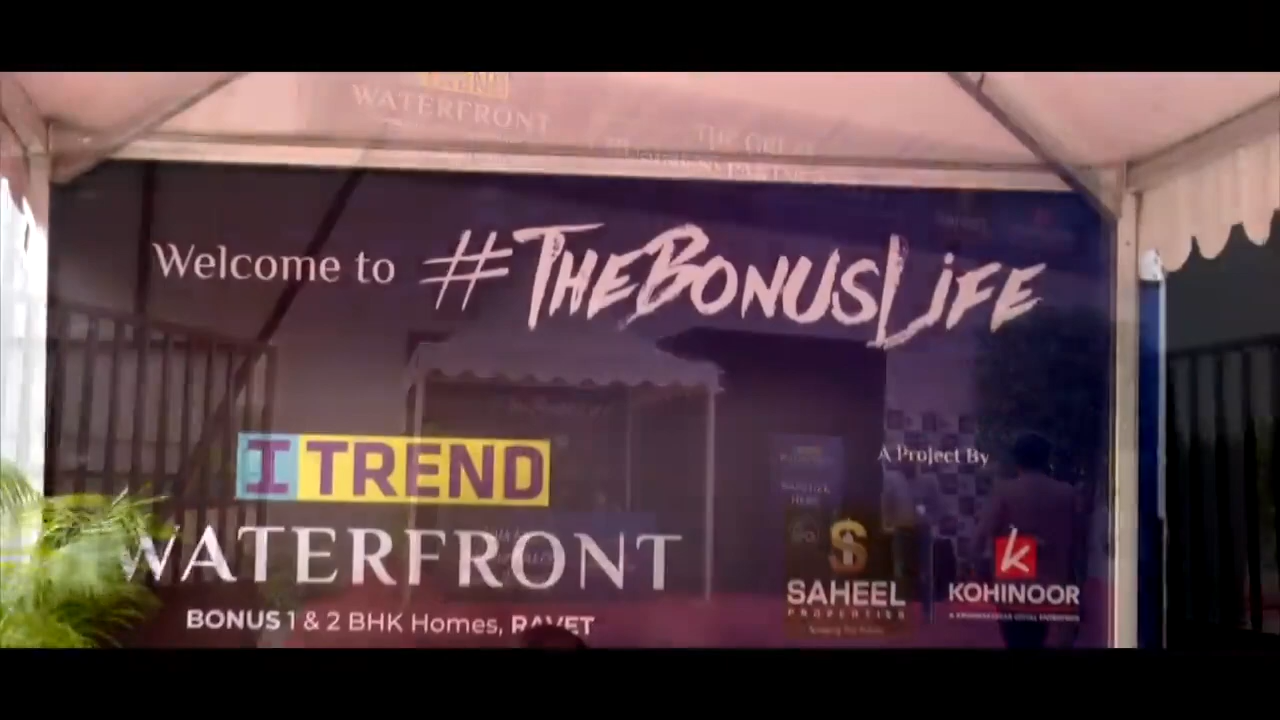 WATERFRONT
Welcome to #THEBONUSLIFE
I TREND
WATERFRONT
BONUS 1 & 2 BHK Homes, RAVET
A Project By
SAHEEL
PROPERTIES
KOHINOOR